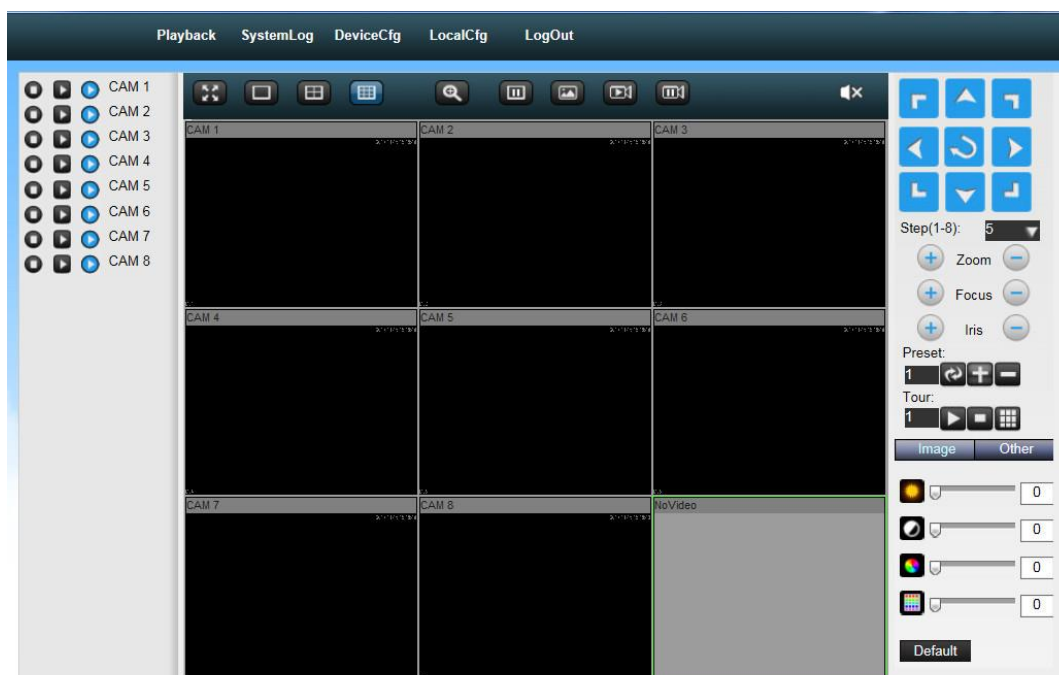 Playback SystemLog DeviceCfg LocalCfg LogOut
CAM 1
CAM 2
CAM 3
CAM 4
CAM 5
CAM 6
CAM 7
CAM 8
CAM 1 CAM 2 CAM 3
CAM 4 CAM 5 CAM 6
CAM 7 CAM 8 NoVideo
Step(1-8): 5
Zoom
Focus
Iris
Preset:
1
Tour:
1
Image Other
0
0
0
0
Default